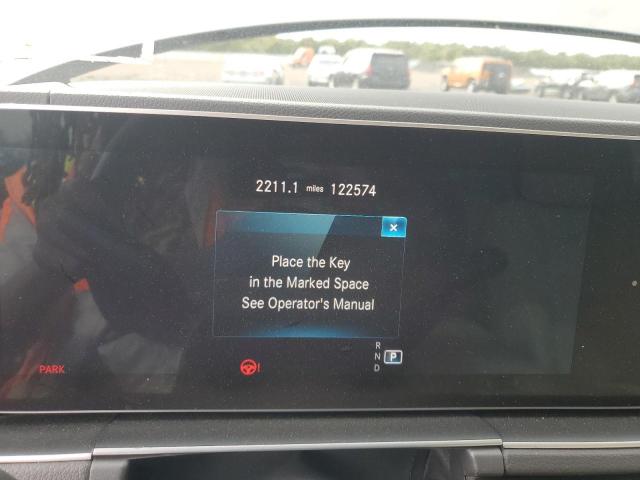 2211.1 miles 122574
×
Place the Key
in the Marked Space
See Operator's Manual
R
N P
D
PARK
!